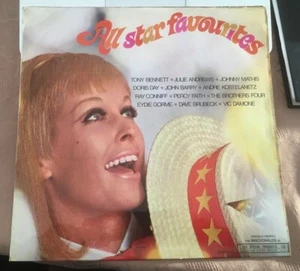 All star favourites
TONY BENNETT • JULIE ANDREWS • JOHNNY MATHIS
DORIS DAY • JOHN BARRY • ANDRE KOSTELANETZ
RAY CONNIFF • PERCY FAITH • THE BROTHERS FOUR
EYDIE GORME • DAVE BRUBECK • VIC DAMONE